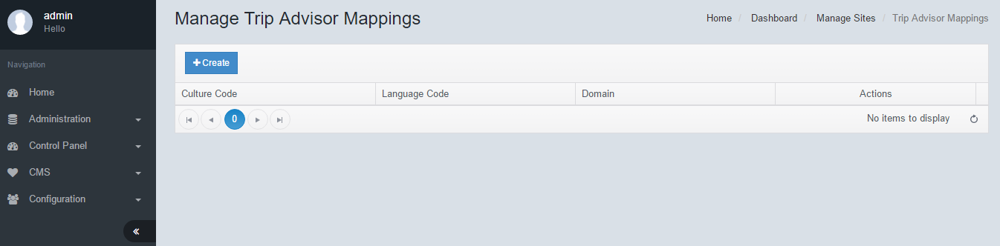 admin
Hello
Navigation
Home
Administration
Control Panel
CMS
Configuration
Manage Trip Advisor Mappings
Home / Dashboard / Manage Sites / Trip Advisor Mappings
Create
Culture Code Language Code Domain Actions
0 No items to display